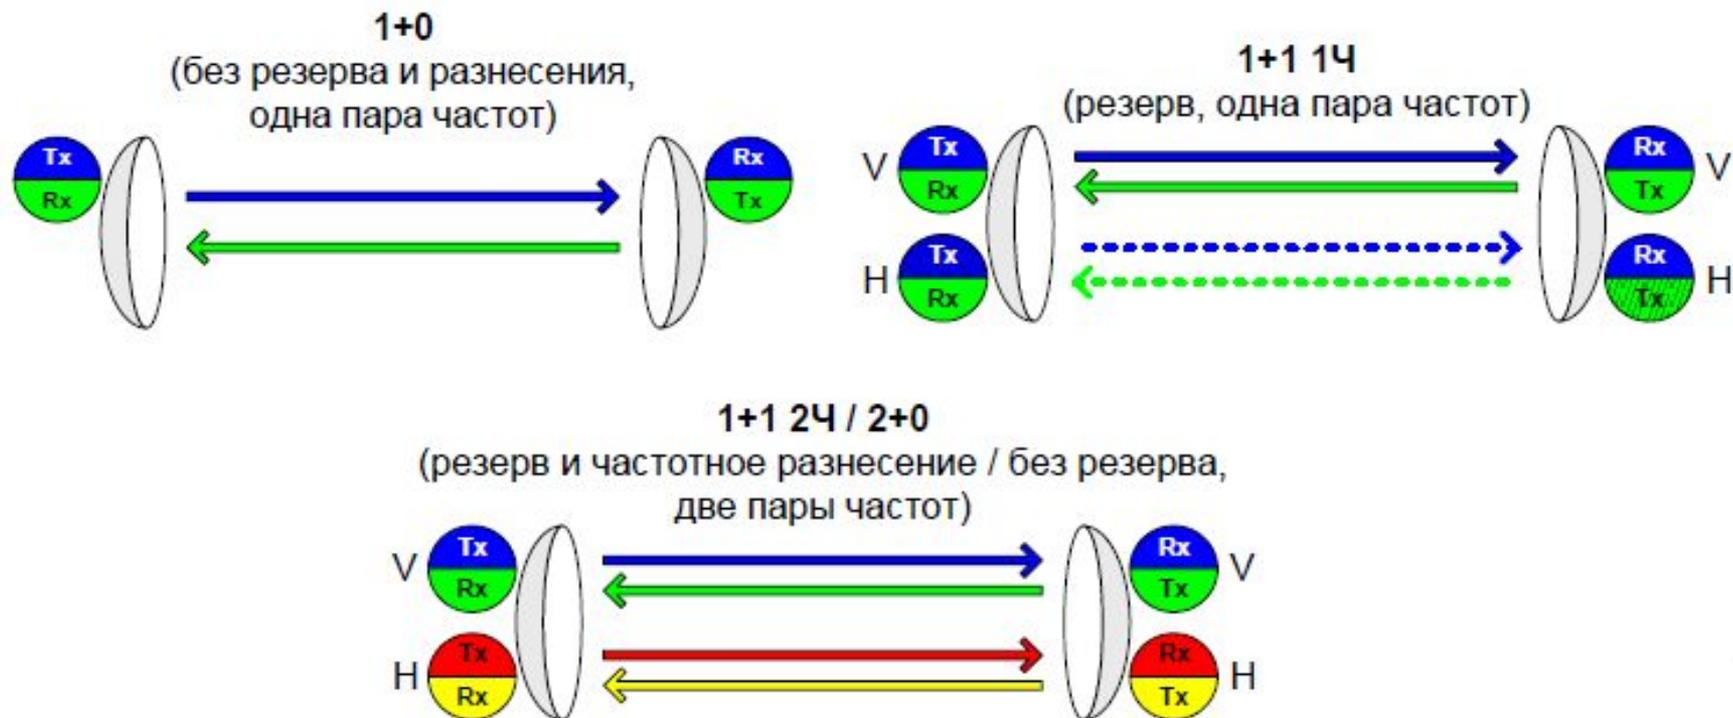 1+0
(без резерва и разнесения,
одна пара частот)
Tx
Rx
Rx
Tx
1+1 1Ч
(резерв, одна пара частот)
V
Tx
Rx
Rx
Tx
V
H
Tx
Rx
Rx
Tx
H
1+1 2Ч / 2+0
(резерв и частотное разнесение / без резерва,
две пары частот)
V
Tx
Rx
Rx
Tx
V
H
Tx
Rx
Rx
Tx
H